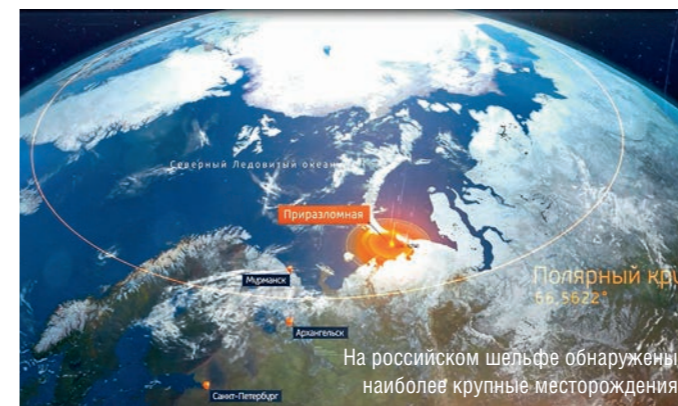 Северный Ледовитый океан
Приразломная
Мурманск
Полярный кру
66,5622°
Архангельск
На российском шельфе обнаружены
наиболее крупные месторождения
Санкт-Петербург